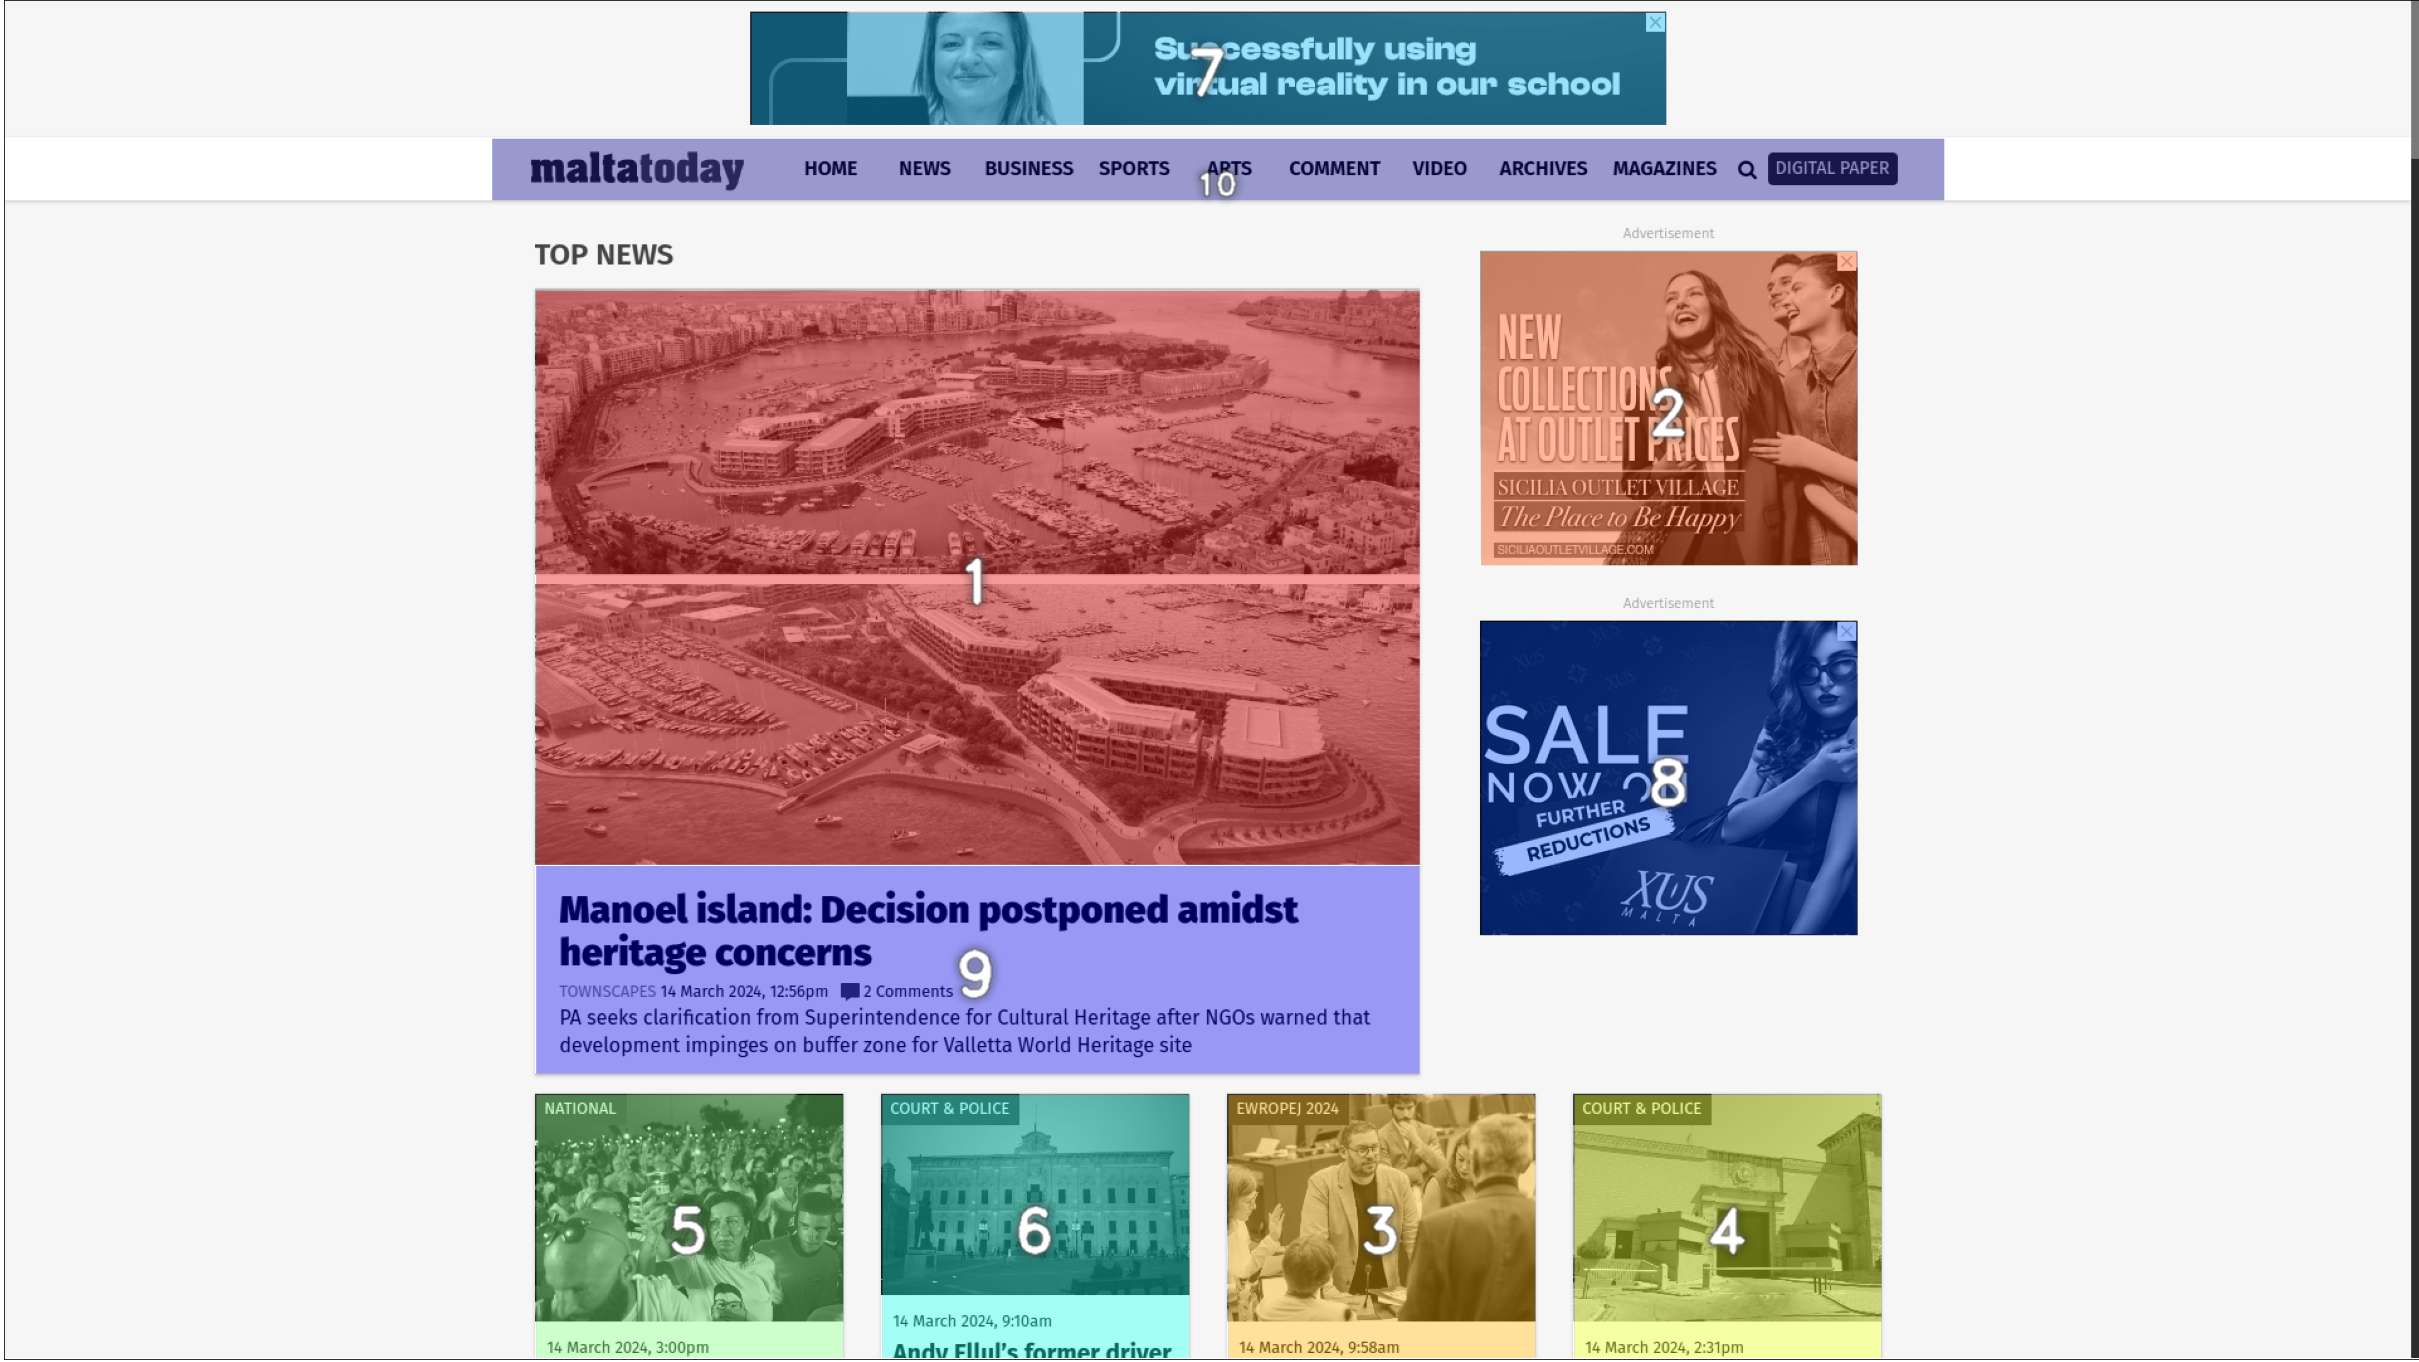 Successfully using
virtual reality in our school
7
maltatoday HOME NEWS BUSINESS SPORTS ARTS COMMENT VIDEO ARCHIVES MAGAZINES DIGITAL PAPER
10
TOP NEWS
1
Manoel island: Decision postponed amidst
heritage concerns
9
TOWNSCAPES 14 March 2024, 12:56pm 2 Comments
PA seeks clarification from Superintendence for Cultural Heritage after NGOs warned that
development impinges on buffer zone for Valletta World Heritage site
Advertisement
NEW
COLLECTIONS
AT OUTLET PRICES
2
SICILIA OUTLET VILLAGE
The Place to Be Happy
SICILIAOUTLETVILLAGE.COM
Advertisement
SALE
NOW ON
8
FURTHER
REDUCTIONS
XUS
MALTA
NATIONAL
5
14 March 2024, 3:00pm
COURT & POLICE
6
14 March 2024, 9:10am
Andy Ellul's former driver
EWROPEJ 2024
3
14 March 2024, 9:58am
COURT & POLICE
4
14 March 2024, 2:31pm